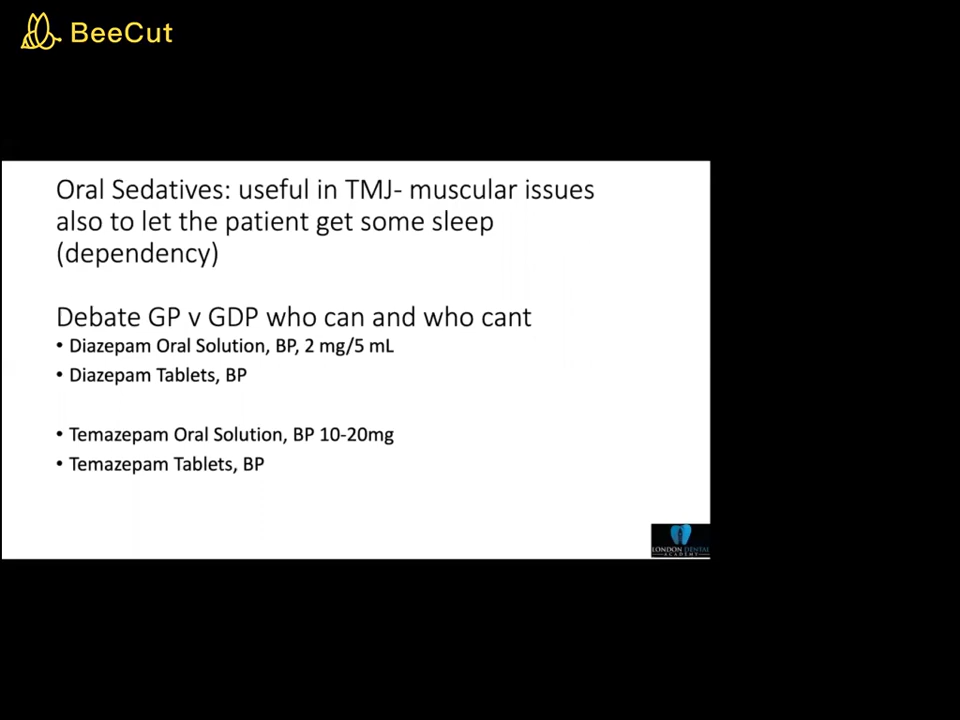 BeeCut
Oral Sedatives: useful in TMJ- muscular issues
also to let the patient get some sleep
(dependency)
Debate GP v GDP who can and who cant
• Diazepam Oral Solution, BP, 2 mg/5 mL
• Diazepam Tablets, BP
• Temazepam Oral Solution, BP 10-20mg
• Temazepam Tablets, BP
LONDON DENTAL
ACADEMY